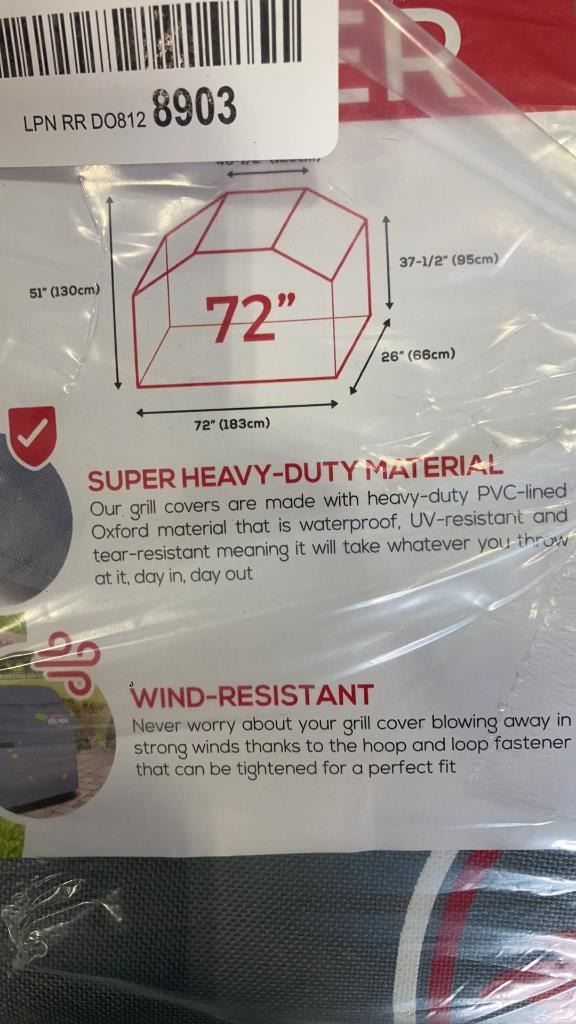 ER
LPN RR DO812 8903
51" (130cm)
37-1/2" (95cm)
72"
26" (66cm)
72" (183cm)
SUPER HEAVY-DUTY MATERIAL
Our grill covers are made with heavy-duty PVC-lined
Oxford material that is waterproof, UV-resistant and
tear-resistant meaning it will take whatever you throw
at it, day in, day out
WIND-RESISTANT
Never worry about your grill cover blowing away in
strong winds thanks to the hoop and loop fastener
that can be tightened for a perfect fit